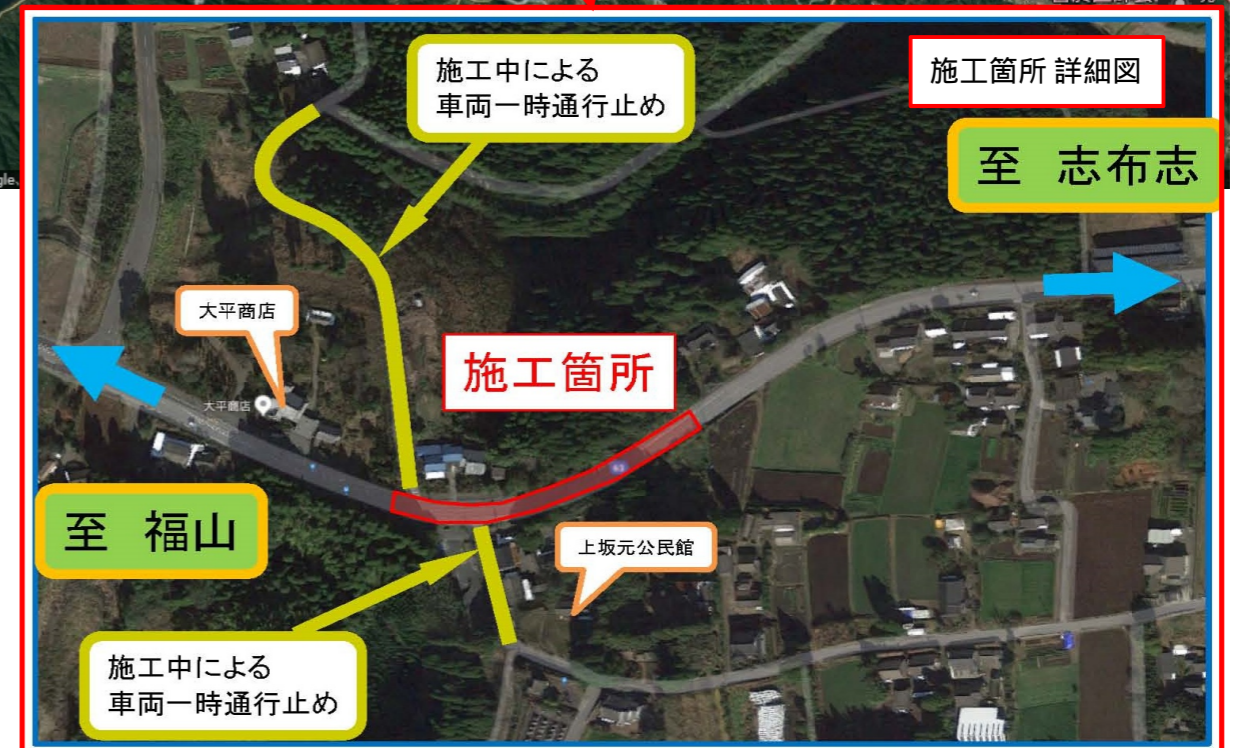 施工中による
車両一時通行止め
施工箇所 詳細図
至 志布志
大平商店
大平商店
施工箇所
至 福山
上坂元公民館
施工中による
車両一時通行止め